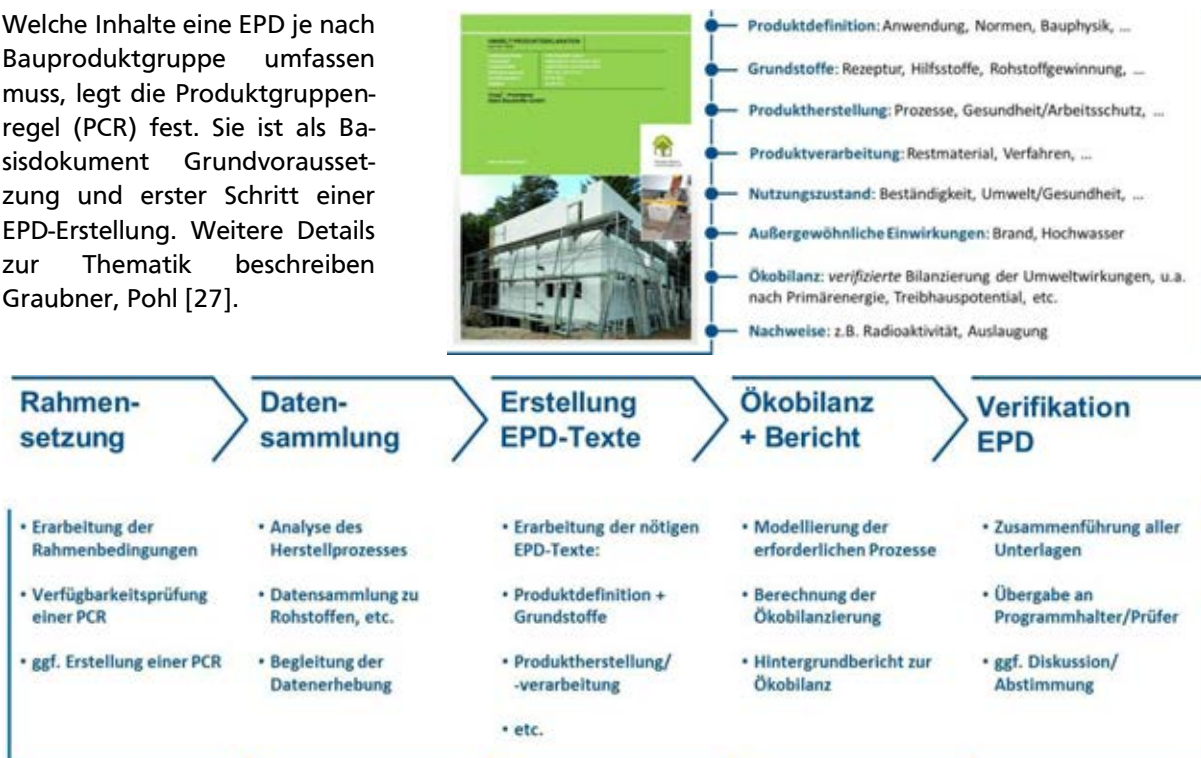 Welche Inhalte eine EPD je nach
Bauproduktgruppe umfassen
muss, legt die Produktgruppen-
regel (PCR) fest. Sie ist als Ba-
sisdokument Grundvorausset-
zung und erster Schritt einer
EPD-Erstellung. Weitere Details
zur Thematik beschreiben
Graubner, Pohl [27].
Produktdefinition: Anwendung, Normen, Bauphysik, ...
Grundstoffe: Rezeptur, Hilfsstoffe, Rohstoffgewinnung, ...
Produktherstellung: Prozesse, Gesundheit/Arbeitsschutz, ...
Produktverarbeitung: Restmaterial, Verfahren, ...
Nutzungszustand: Beständigkeit, Umwelt/Gesundheit, ...
Außergewöhnliche Einwirkungen: Brand, Hochwasser
Ökobilanz: verifizierte Bilanzierung der Umweltwirkungen, u.a.
nach Primärenergie, Treibhauspotential, etc.
Nachweise: z.B. Radioaktivität, Auslaugung
Rahmen-
setzung
• Erarbeitung der
Rahmenbedingungen
• Verfügbarkeitsprüfung
einer PCR
• ggf. Erstellung einer PCR
Daten-
sammlung
• Analyse des
Herstellprozesses
• Datensammlung zu
Rohstoffen, etc.
• Begleitung der
Datenerhebung
Erstellung
EPD-Texte
• Erarbeitung der nötigen
EPD-Texte:
• Produktdefinition +
Grundstoffe
• Produktherstellung/
-verarbeitung
• etc.
Ökobilanz
+ Bericht
• Modellierung der
erforderlichen Prozesse
• Berechnung der
Ökobilanzierung
• Hintergrundbericht zur
Ökobilanz
Verifikation
EPD
• Zusammenführung aller
Unterlagen
• Übergabe an
Programmhalter/Prüfer
• ggf. Diskussion/
Abstimmung